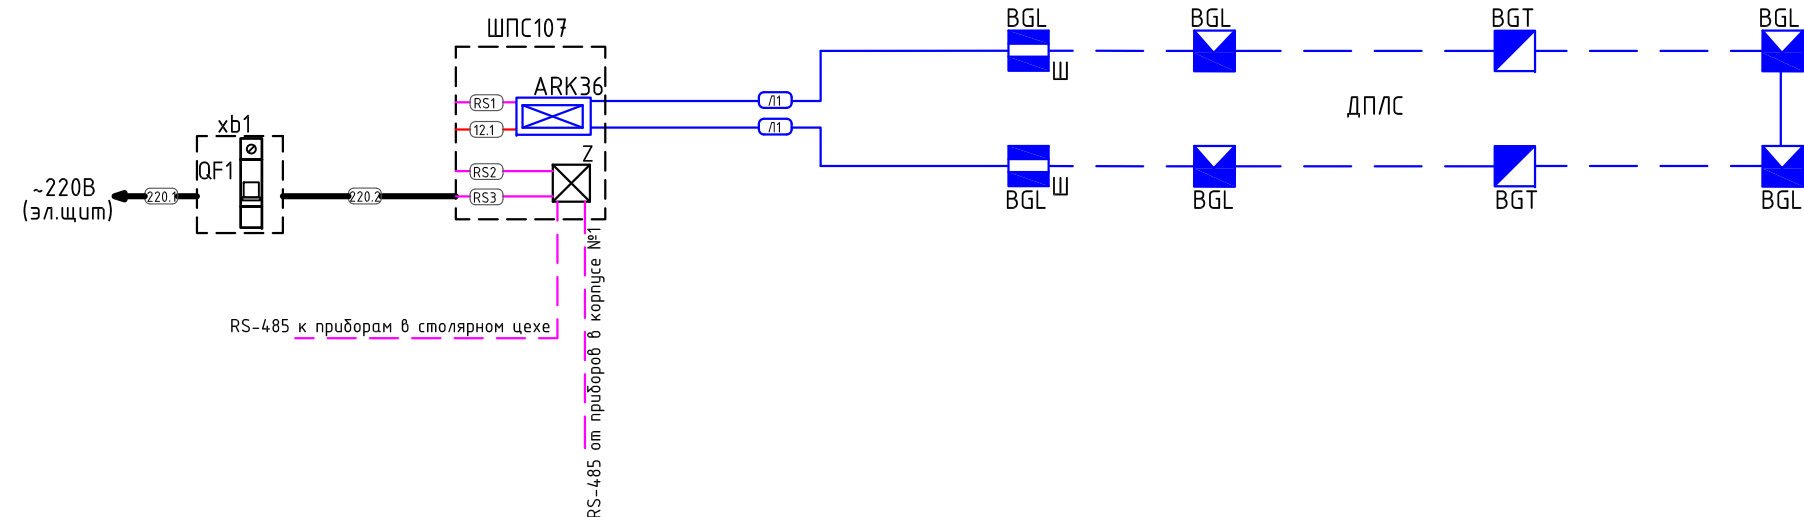 BGL
BGL
BGT
BGL
ШПС107
Ш
ARK36
RS1
Л1
ДПЛС
xb1
12.1
Л1
QF1
Z
RS2
~220В
220.1
220.2
RS3
Ш
(эл.щит)
BGL
BGL
BGT
BGL
RS-485 к приборам в столярном цехе
RS-485 от приборов в корпусе №1